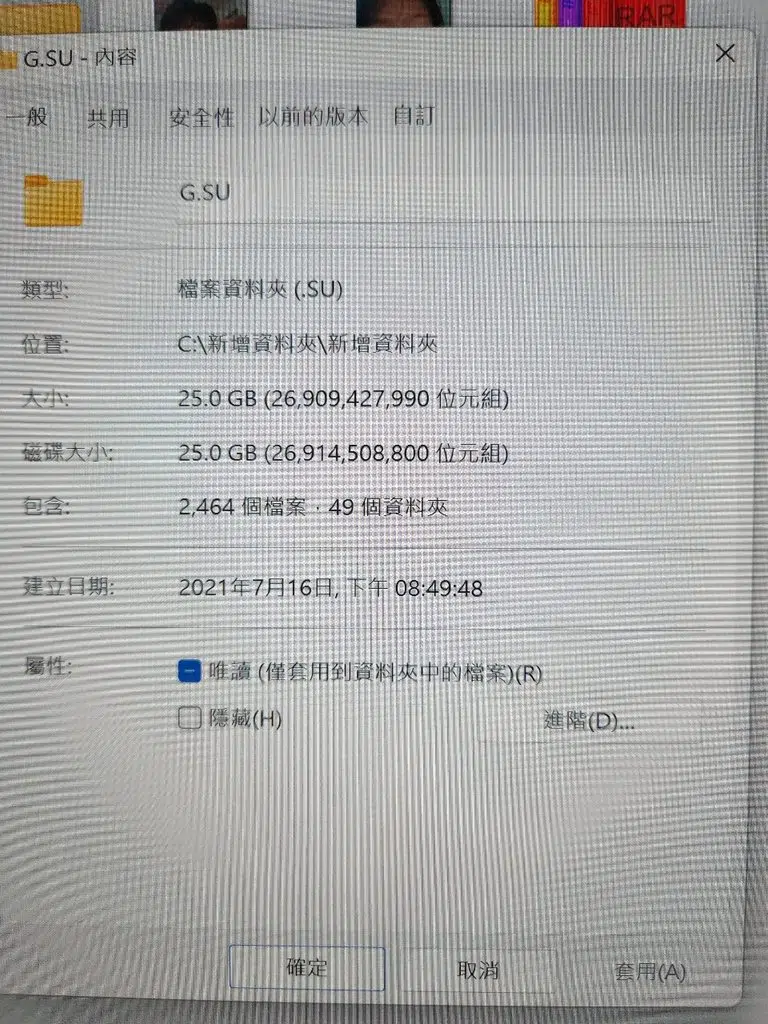 RAR
G.SU - 內容
一般 共用 安全性 以前的版本 自訂
G.SU
類型: 檔案資料夾 (.SU)
位置: C:\新增資料夾\新增資料夾
大小: 25.0 GB (26,909,427,990 位元組)
磁碟大小: 25.0 GB (26,914,508,800 位元組)
包含: 2,464 個檔案，49 個資料夾
建立日期: 2021年7月16日, 下午 08:49:48
屬性: 唯讀 (僅套用到資料夾中的檔案)(R)
隱藏(H) 進階(D)...
確定 取消 套用(A)